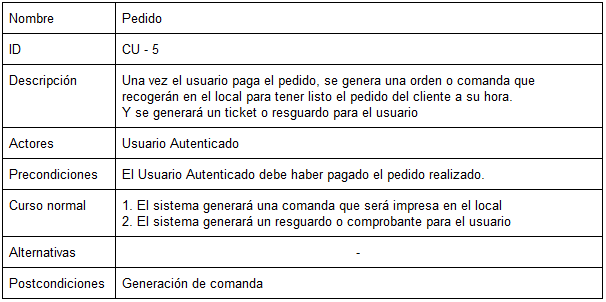 Nombre Pedido
ID CU - 5
Descripción Una vez el usuario paga el pedido, se genera una orden o comanda que
recogerán en el local para tener listo el pedido del cliente a su hora.
Y se generará un ticket o resguardo para el usuario
Actores Usuario Autenticado
Precondiciones El Usuario Autenticado debe haber pagado el pedido realizado.
Curso normal 1. El sistema generará una comanda que será impresa en el local
2. El sistema generará un resguardo o comprobante para el usuario
Alternativas -
Postcondiciones Generación de comanda